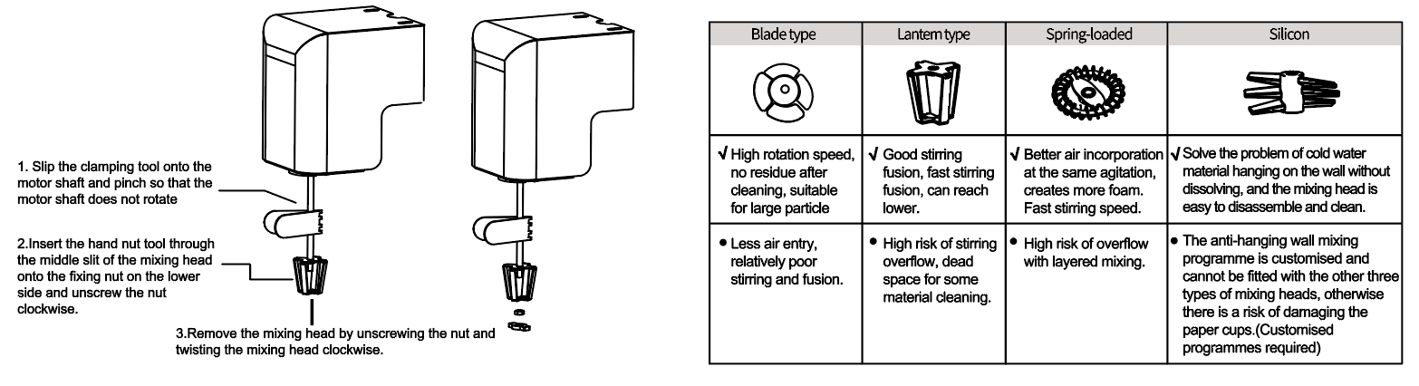 1. Slip the clamping tool onto the
motor shaft and pinch so that the
motor shaft does not rotate
2.Insert the hand nut tool through
the middle slit of the mixing head
onto the fixing nut on the lower
side and unscrew the nut
clockwise.
3.Remove the mixing head by unscrewing the nut and
twisting the mixing head clockwise.
Blade type
Lantem type
Spring-loaded
Silicon
√ High rotation speed,
no residue after
cleaning, suitable
for large particle
√ Good stirring
fusion, fast stirring
fusion, can reach
lower.
√ Better air incorporation
at the same agitation,
creates more foam.
Fast stirring speed.
√ Solve the problem of cold water
material hanging on the wall without
dissolving, and the mixing head is
easy to disassemble and clean.
• Less air entry,
relatively poor
stirring and fusion.
• High risk of stirring
overflow, dead
space for some
material cleaning.
• High risk of overflow
with layered mixing.
• The anti-hanging wall mixing
programme is customised and
cannot be fitted with the other three
types of mixing heads, otherwise
there is a risk of damaging the
paper cups.(Customised
programmes required)